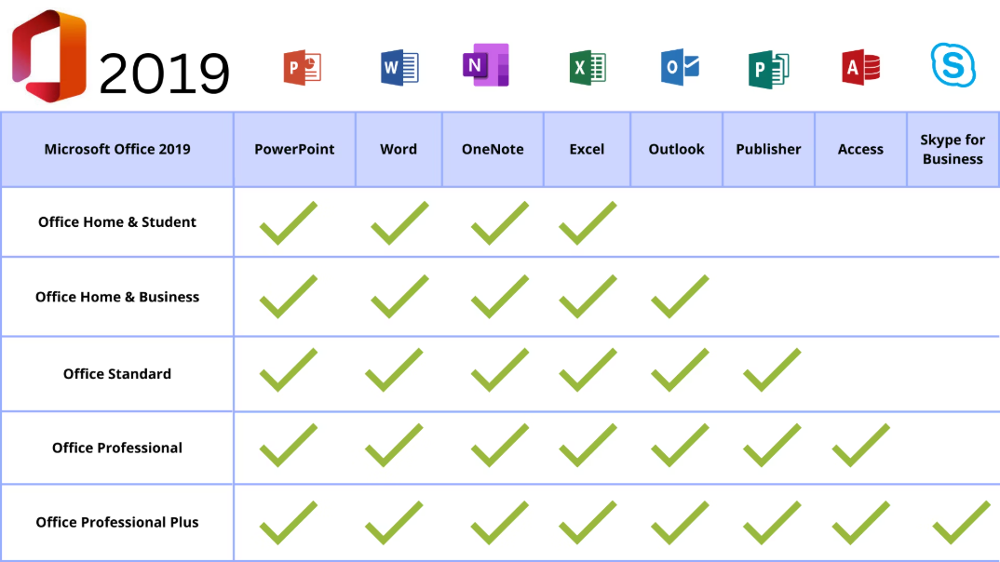 2019
P W N X O P A S
Microsoft Office 2019 PowerPoint Word OneNote Excel Outlook Publisher Access Skype for Business
Office Home & Student
Office Home & Business
Office Standard
Office Professional
Office Professional Plus